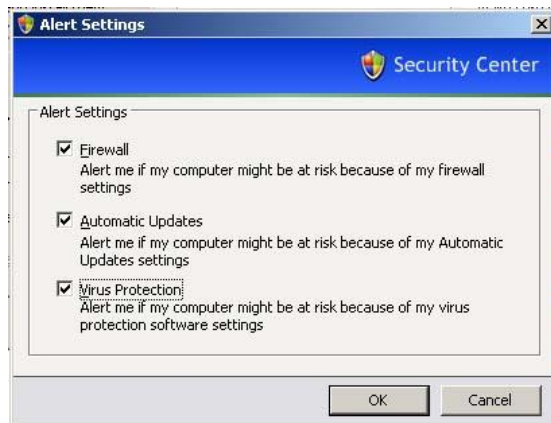 Alert Settings
Security Center
Alert Settings
Firewall
Alert me if my computer might be at risk because of my firewall
settings
Automatic Updates
Alert me if my computer might be at risk because of my Automatic
Updates settings
Virus Protection
Alert me if my computer might be at risk because of my virus
protection software settings
OK
Cancel